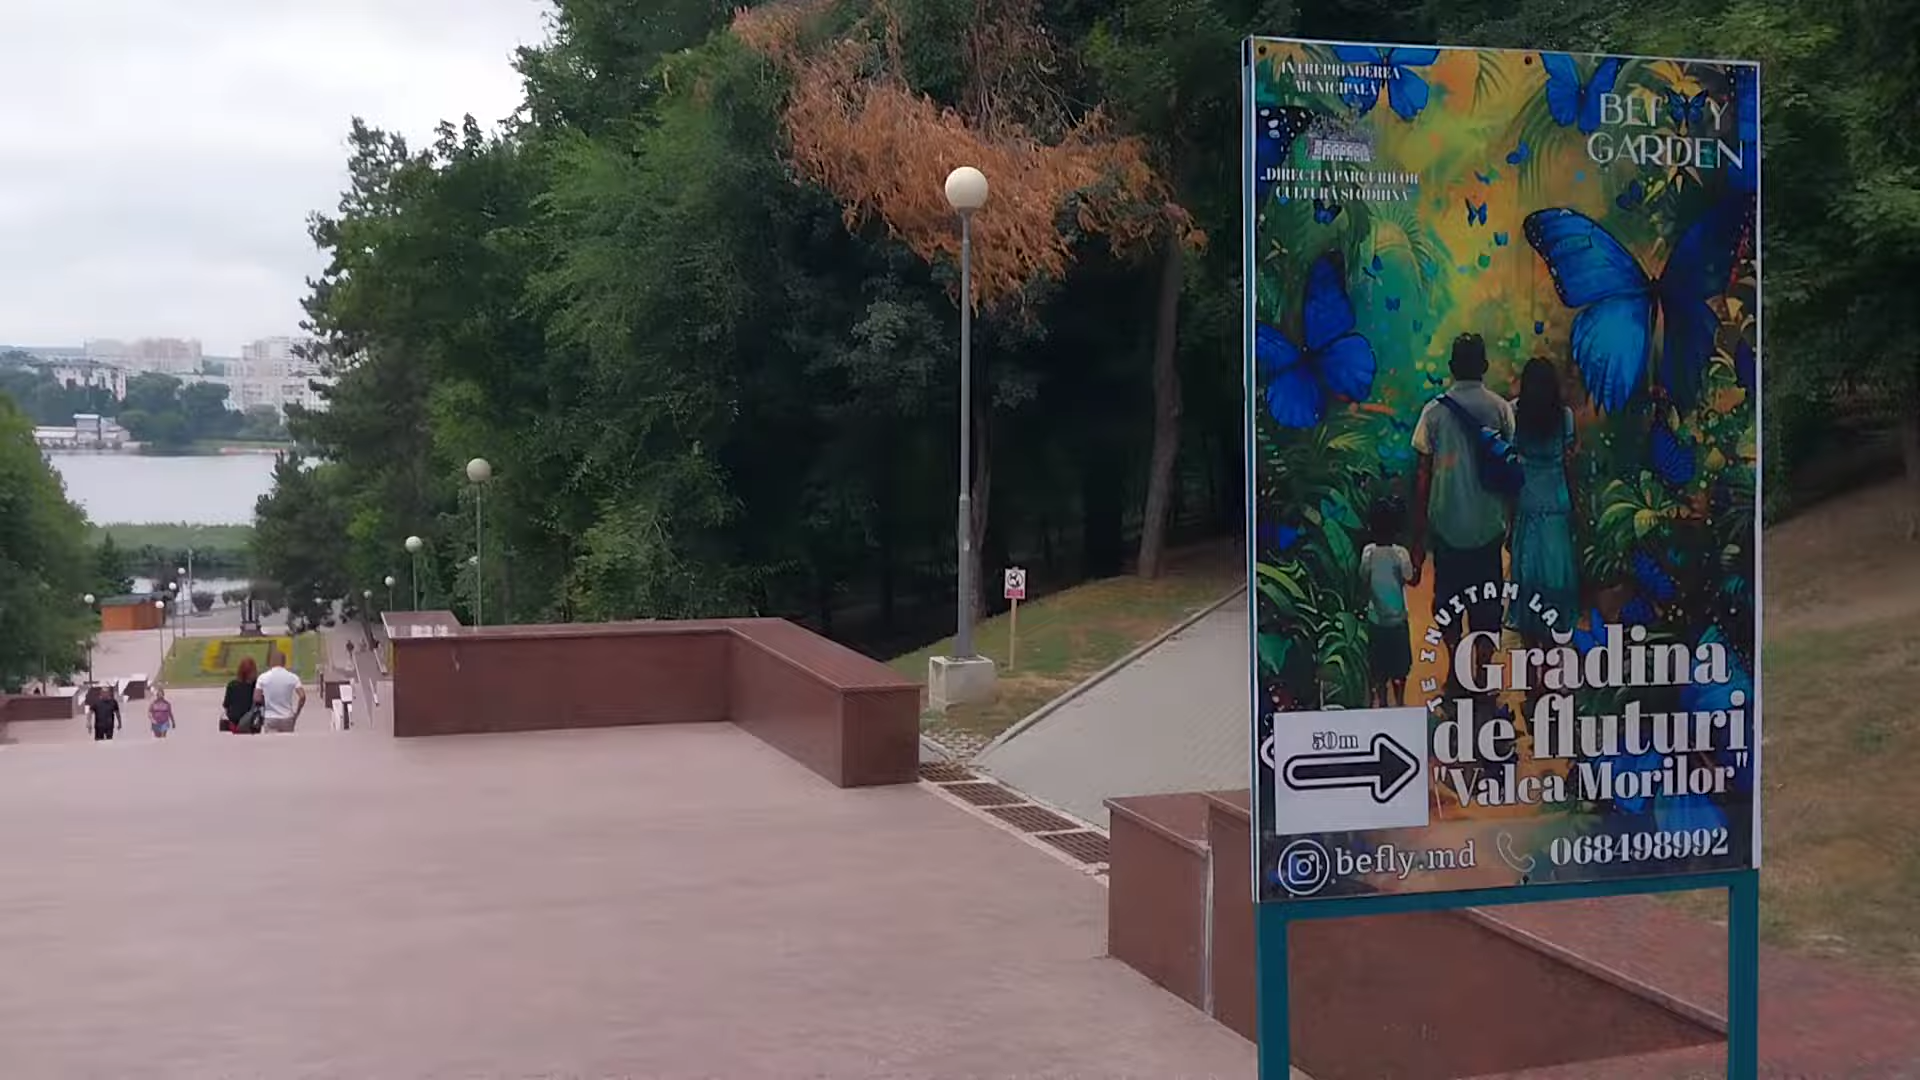 INTREPRINDEREA
MUNICIPALĂ
„DIRECȚIA PARCURILOR
CULTURĂ ȘI ODIHNĂ"
BEFLY
GARDEN
TE INVITAM LA
Grădina
de fluturi
"Valea Morilor"
50m
befly.md
068498992